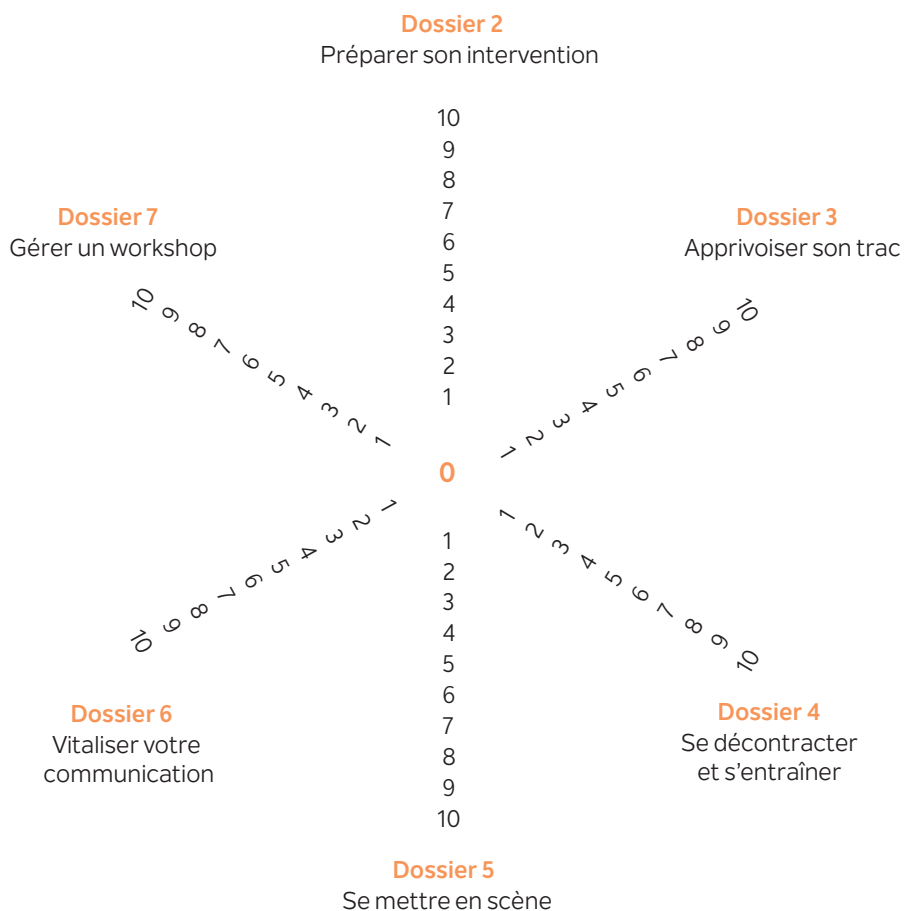 Dossier 2
Préparer son intervention
10
9
8
7
6
5
4
3
2
1
Dossier 7
Gérer un workshop
10 9 8 7 6 5 4 3 2 1
Dossier 3
Apprivoiser son trac
1 2 3 4 5 6 7 8 9 10
0
10 9 8 7 6 5 4 3 2 1
Dossier 6
Vitaliser votre
communication
1 2 3 4 5 6 7 8 9 10
Dossier 4
Se décontracter
et s'entraîner
1
2
3
4
5
6
7
8
9
10
Dossier 5
Se mettre en scène